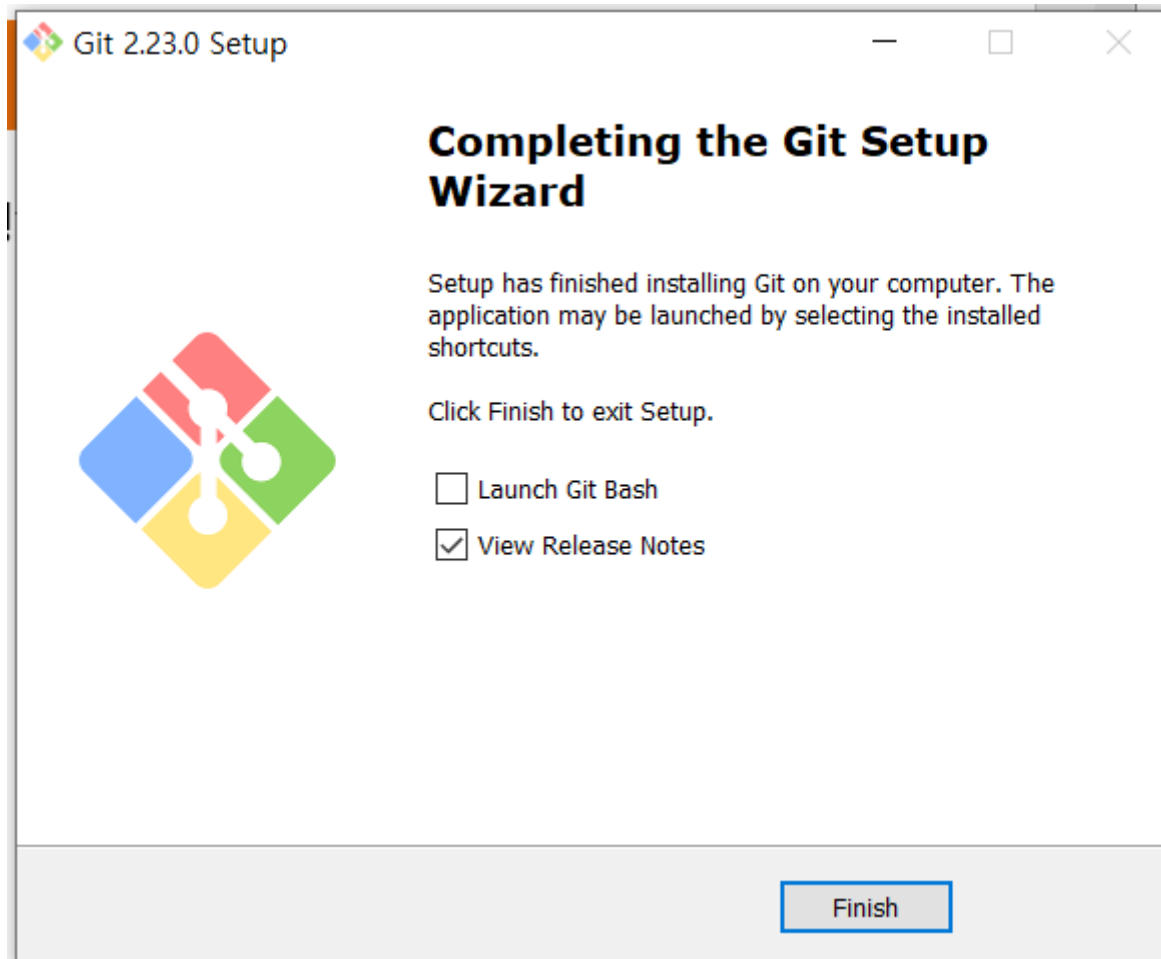 Git 2.23.0 Setup
Completing the Git Setup
Wizard
Setup has finished installing Git on your computer. The
application may be launched by selecting the installed
shortcuts.
Click Finish to exit Setup.
Launch Git Bash
View Release Notes
Finish